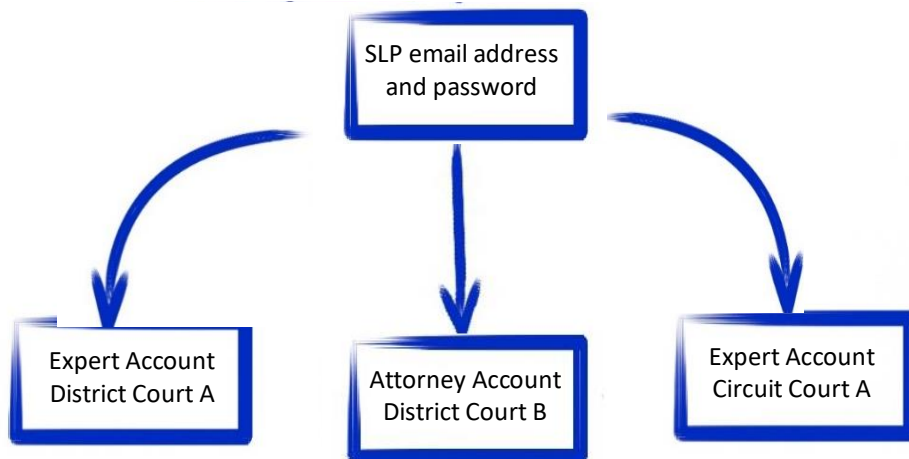 SLP email address
and password
Expert Account
District Court A
Attorney Account
District Court B
Expert Account
Circuit Court A